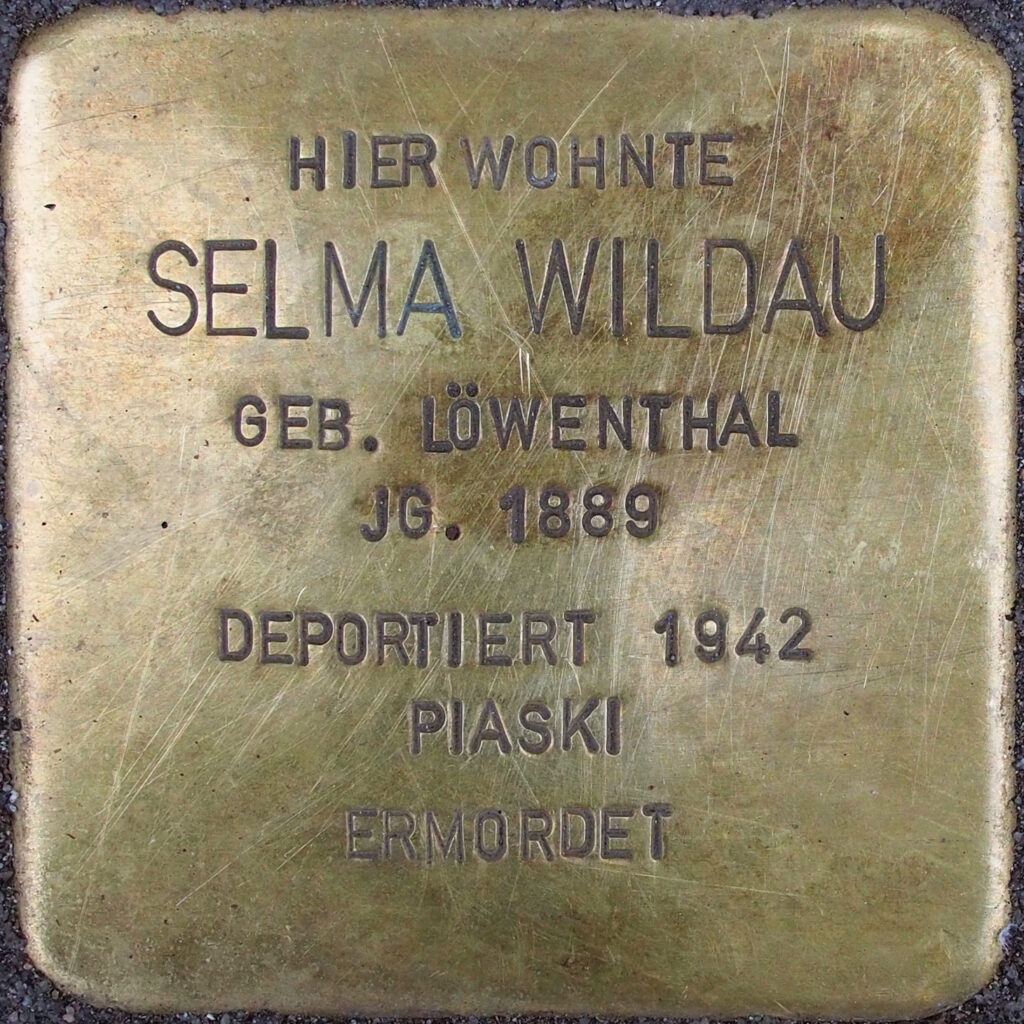 HIER WOHNTE
SELMA WILDAU
GEB. LÖWENTHAL
JG. 1889
DEPORTIERT 1942
PIASKI
ERMORDET